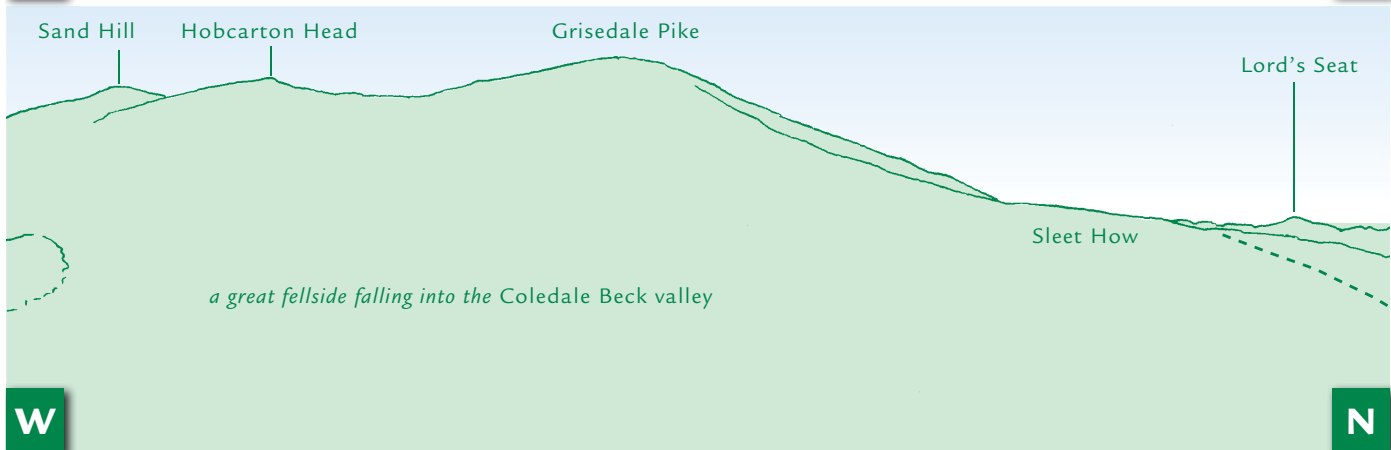 Sand Hill
Hobcarton Head
Grisedale Pike
Lord’s Seat
Sleet How
a great fellside falling into the Coledale Beck valley
W
N